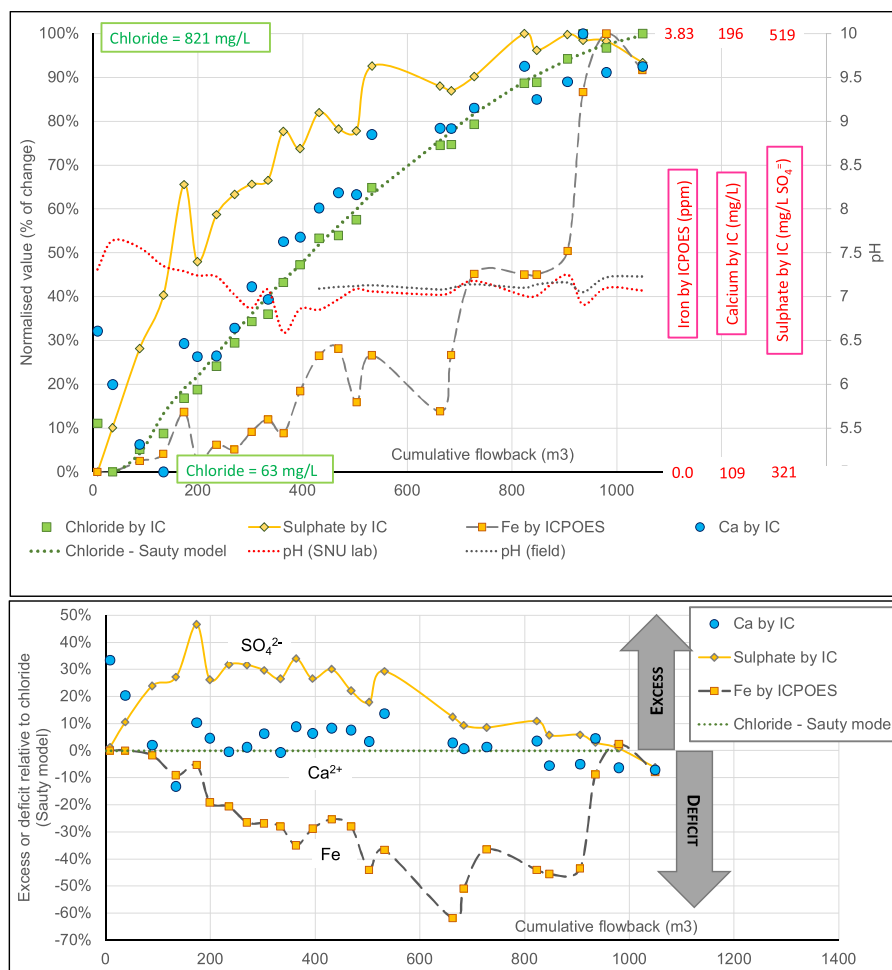 100%
90%
80%
70%
60%
50%
40%
30%
20%
10%
0%
Normalised value (% of change)
Chloride = 821 mg/L
Chloride = 63 mg/L
3.83 196 519
Iron by ICPOES (ppm)
Calcium by IC (mg/L)
Sulphate by IC (mg/L SO4=)
0.0 109 321
10
9.5
9
8.5
8
7.5
7
6.5
6
5.5
pH
Cumulative flowback (m3)
0 200 400 600 800 1000
Chloride by IC Sulphate by IC Fe by ICPOES Ca by IC
Chloride - Sauty model pH (SNU lab) pH (field)
50%
40%
30%
20%
10%
0%
-10%
-20%
-30%
-40%
-50%
-60%
-70%
Excess or deficit relative to chloride
(Sauty model)
SO₄²⁻
Ca²⁺
Fe
EXCESS
DEFICIT
Ca by IC
Sulphate by IC
Fe by ICPOES
Chloride - Sauty model
Cumulative flowback (m3)
0 200 400 600 800 1000 1200 1400